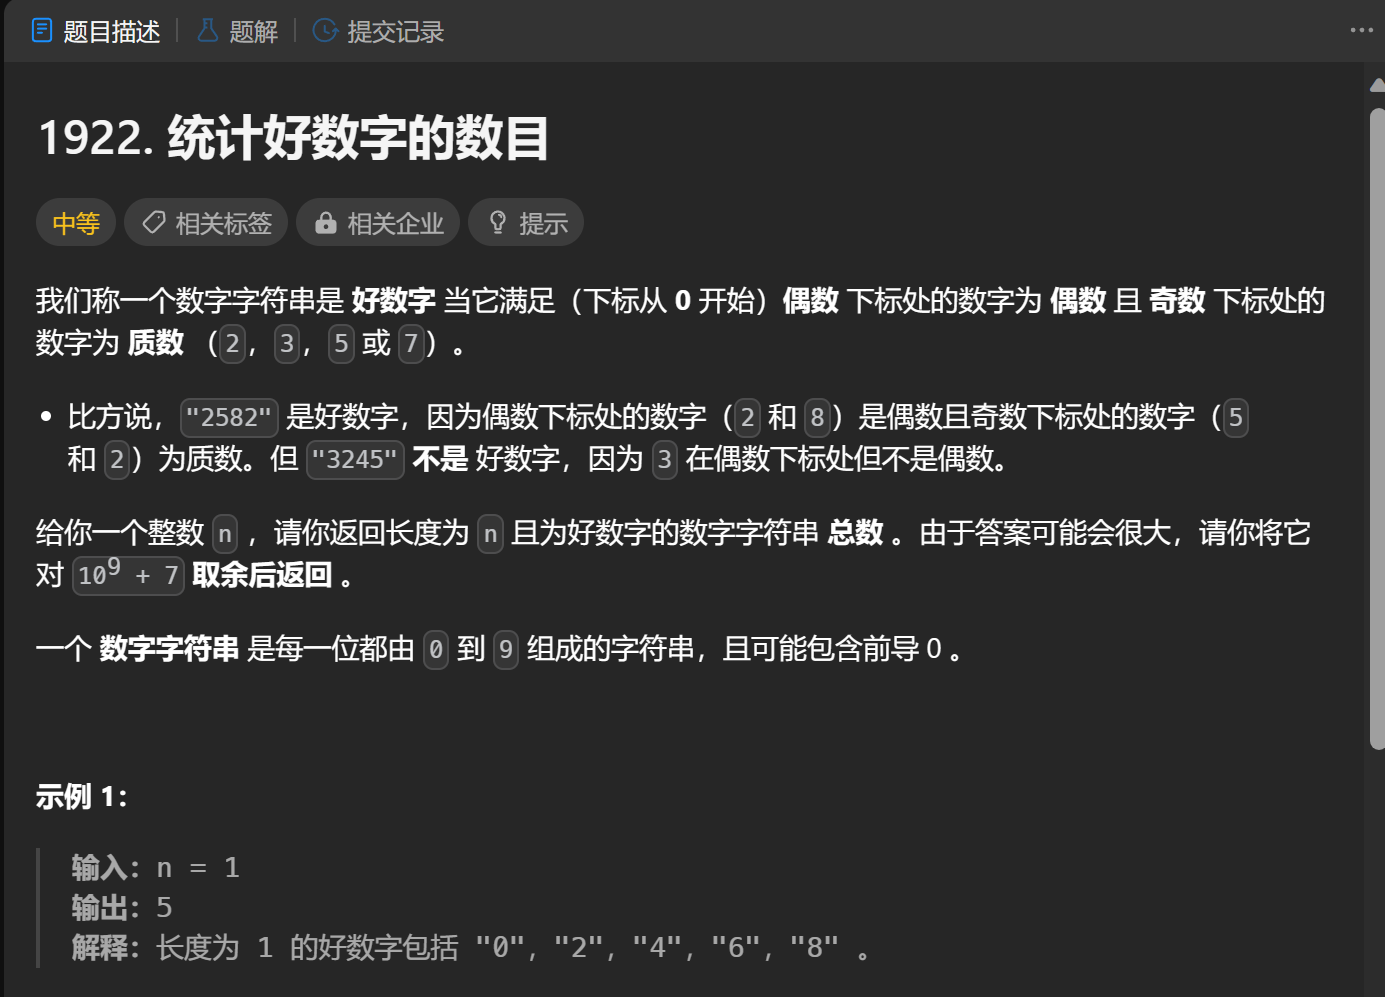 题目描述 | 题解 | 提交记录
1922. 统计好数字的数目
中等 相关标签 相关企业 提示
我们称一个数字字符串是 好数字 当它满足（下标从 0 开始）偶数 下标处的数字为 偶数 且 奇数 下标处的
数字为 质数 （2，3，5 或 7）。
• 比方说，"2582" 是好数字，因为偶数下标处的数字（2 和 8）是偶数且奇数下标处的数字（5
和 2）为质数。但 "3245" 不是 好数字，因为 3 在偶数下标处但不是偶数。
给你一个整数 n ，请你返回长度为 n 且为好数字的数字字符串 总数 。由于答案可能会很大，请你将它
对 10⁹ + 7 取余后返回 。
一个 数字字符串 是每一位都由 0 到 9 组成的字符串，且可能包含前导 0 。
示例 1：
输入：n = 1
输出：5
解释：长度为 1 的好数字包括 "0"，"2"，"4"，"6"，"8" 。